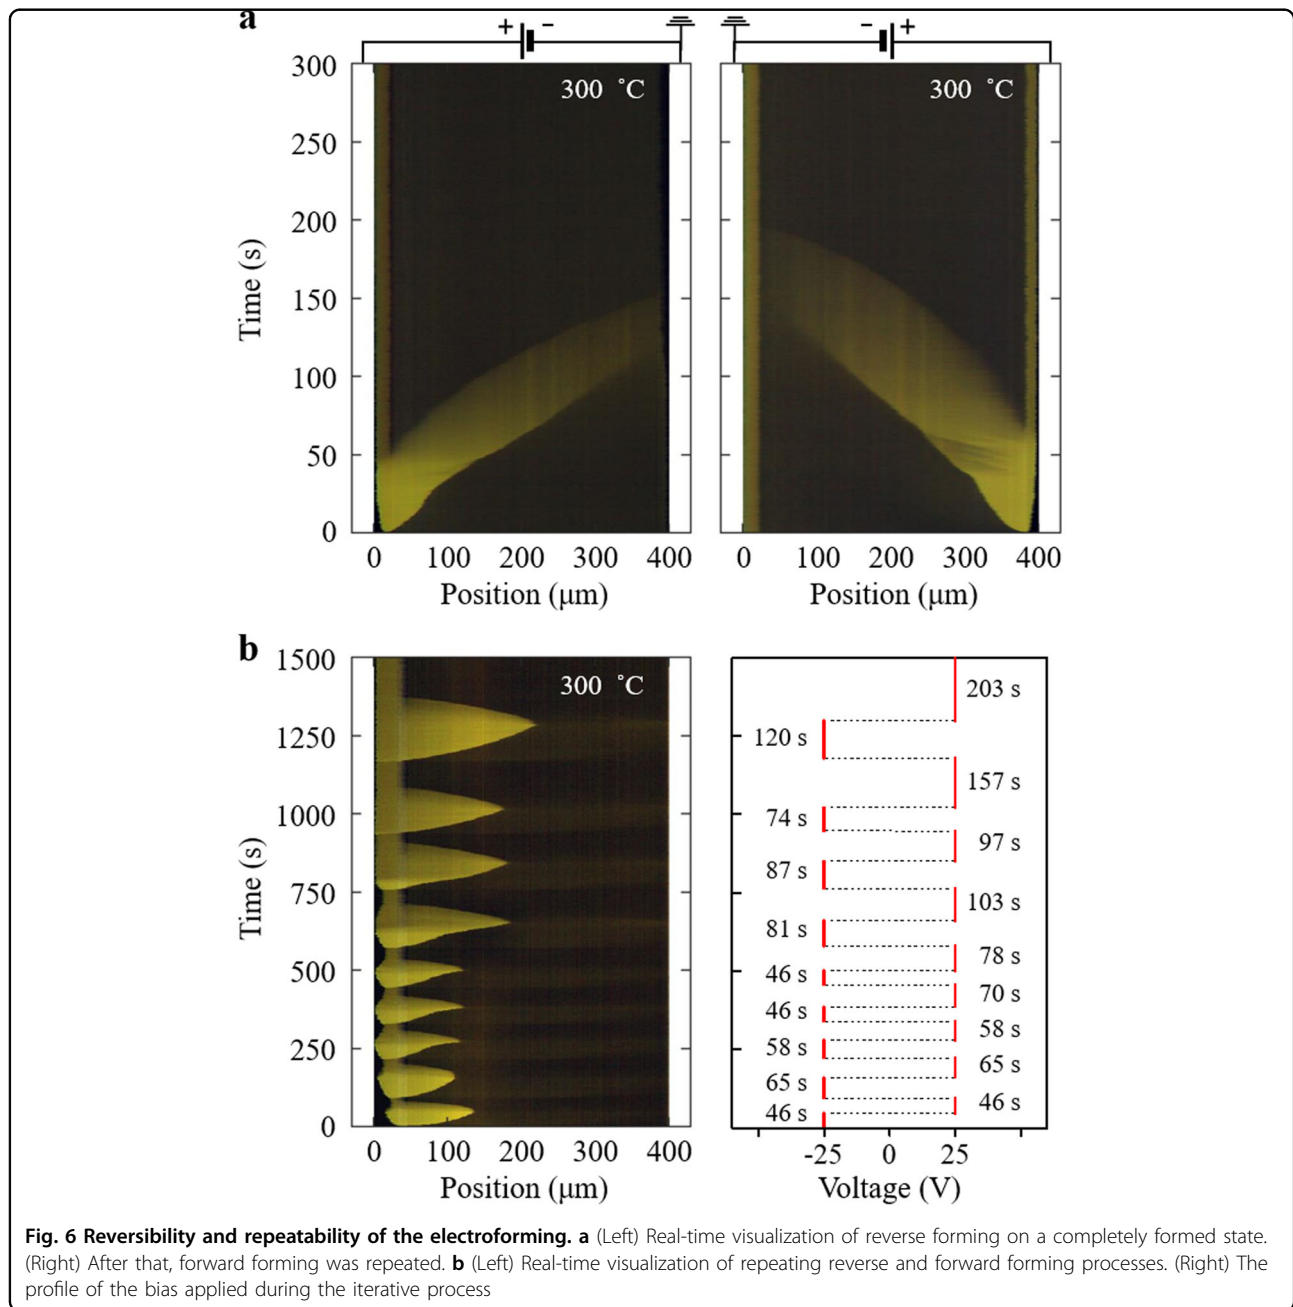 a
+ − − +
300 ˚C 300 ˚C
300
250
200
150
100
50
0
Time (s)
0 100 200 300 400 0 100 200 300 400
Position (μm) Position (μm)
b
300 ˚C
1500
1250
1000
750
500
250
0
Time (s)
0 100 200 300 400
Position (μm)
203 s
120 s
157 s
74 s
97 s
87 s
103 s
81 s
78 s
46 s
70 s
46 s
58 s
58 s
65 s
65 s
46 s
46 s
-25 0 25
Voltage (V)
Fig. 6 Reversibility and repeatability of the electroforming. a (Left) Real-time visualization of reverse forming on a completely formed state.
(Right) After that, forward forming was repeated. b (Left) Real-time visualization of repeating reverse and forward forming processes. (Right) The
profile of the bias applied during the iterative process